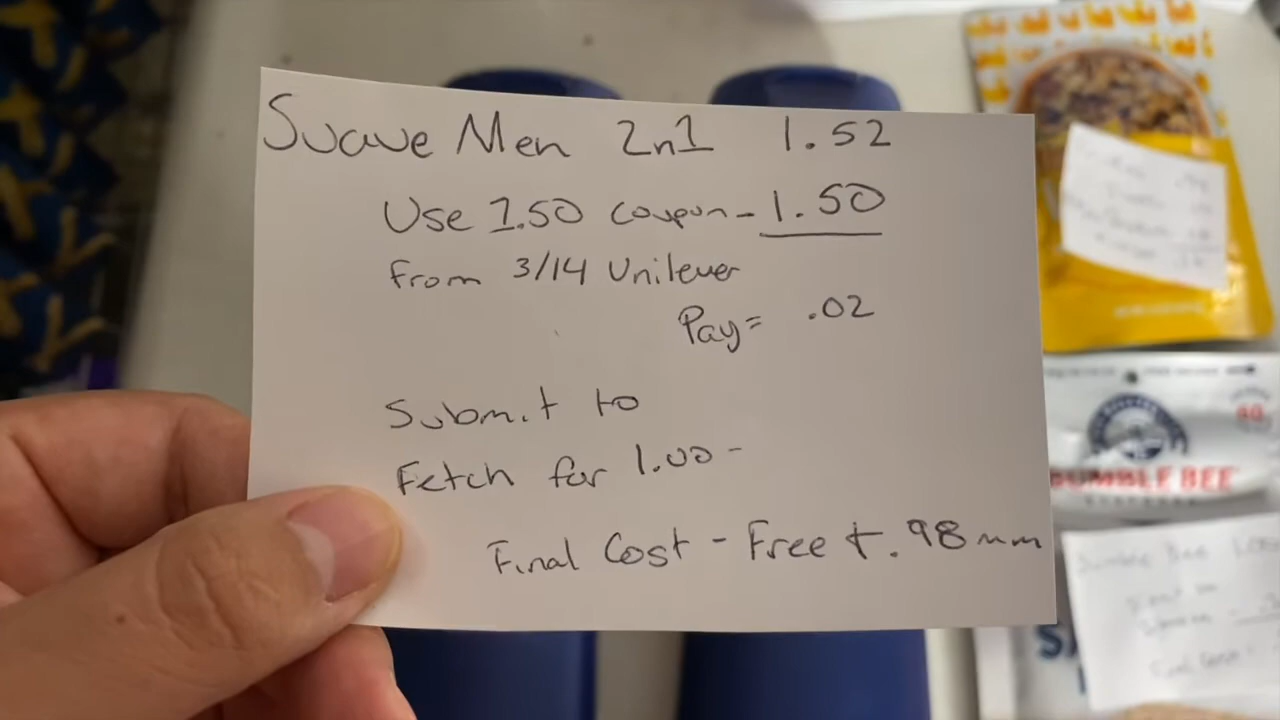 Suave Men 2n1 1.52
Use 1.50 coupon - 1.50
from 3/14 Unilever
Pay = .02
Submit to
Fetch for 1.00 -
Final Cost - Free + .98 mm
BUMBLE BEE